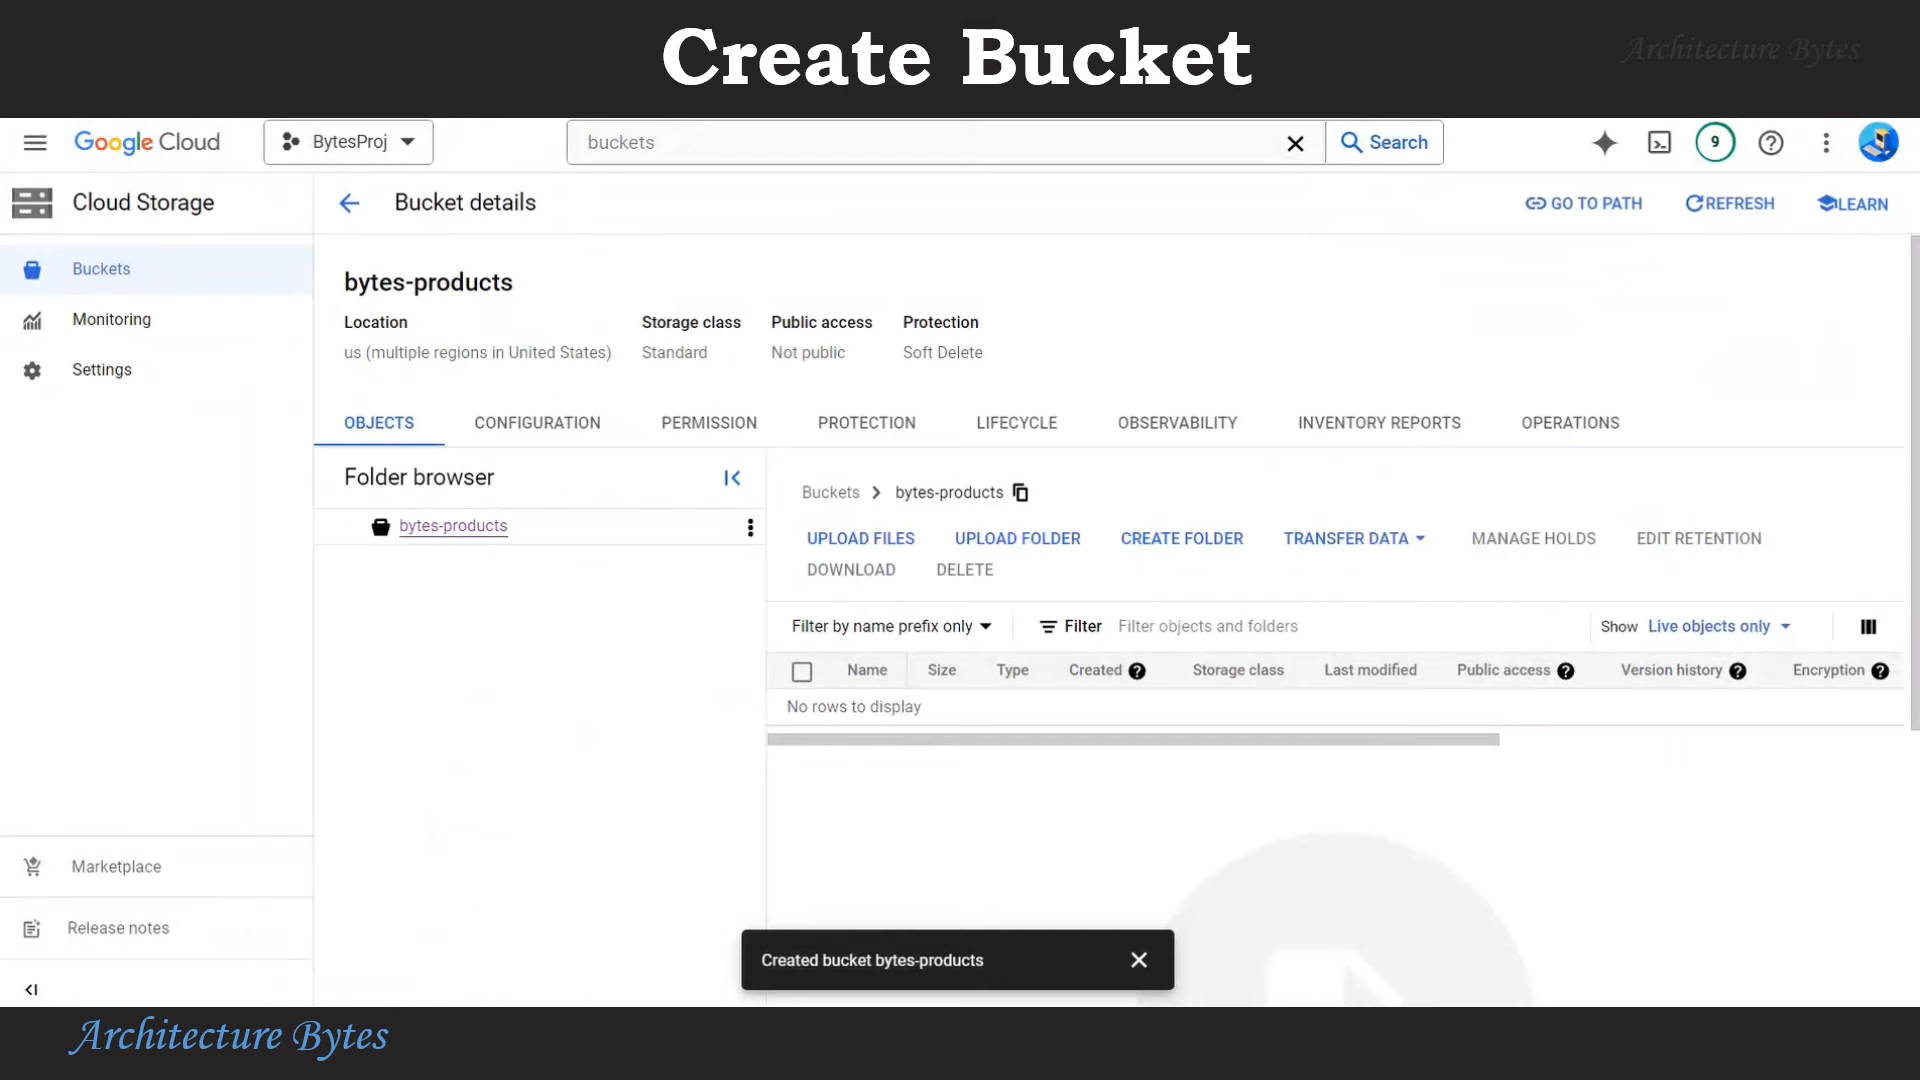 Create Bucket
Architecture Bytes
Google Cloud
BytesProj
buckets
Search
9
Cloud Storage
Bucket details
GO TO PATH
REFRESH
LEARN
Buckets
Monitoring
Settings
bytes-products
Location
Storage class
Public access
Protection
us (multiple regions in United States)
Standard
Not public
Soft Delete
OBJECTS
CONFIGURATION
PERMISSION
PROTECTION
LIFECYCLE
OBSERVABILITY
INVENTORY REPORTS
OPERATIONS
Folder browser
bytes-products
Buckets
bytes-products
UPLOAD FILES
UPLOAD FOLDER
CREATE FOLDER
TRANSFER DATA
MANAGE HOLDS
EDIT RETENTION
DOWNLOAD
DELETE
Filter by name prefix only
Filter
Filter objects and folders
Show
Live objects only
Name
Size
Type
Created
Storage class
Last modified
Public access
Version history
Encryption
No rows to display
Marketplace
Release notes
Created bucket bytes-products
Architecture Bytes